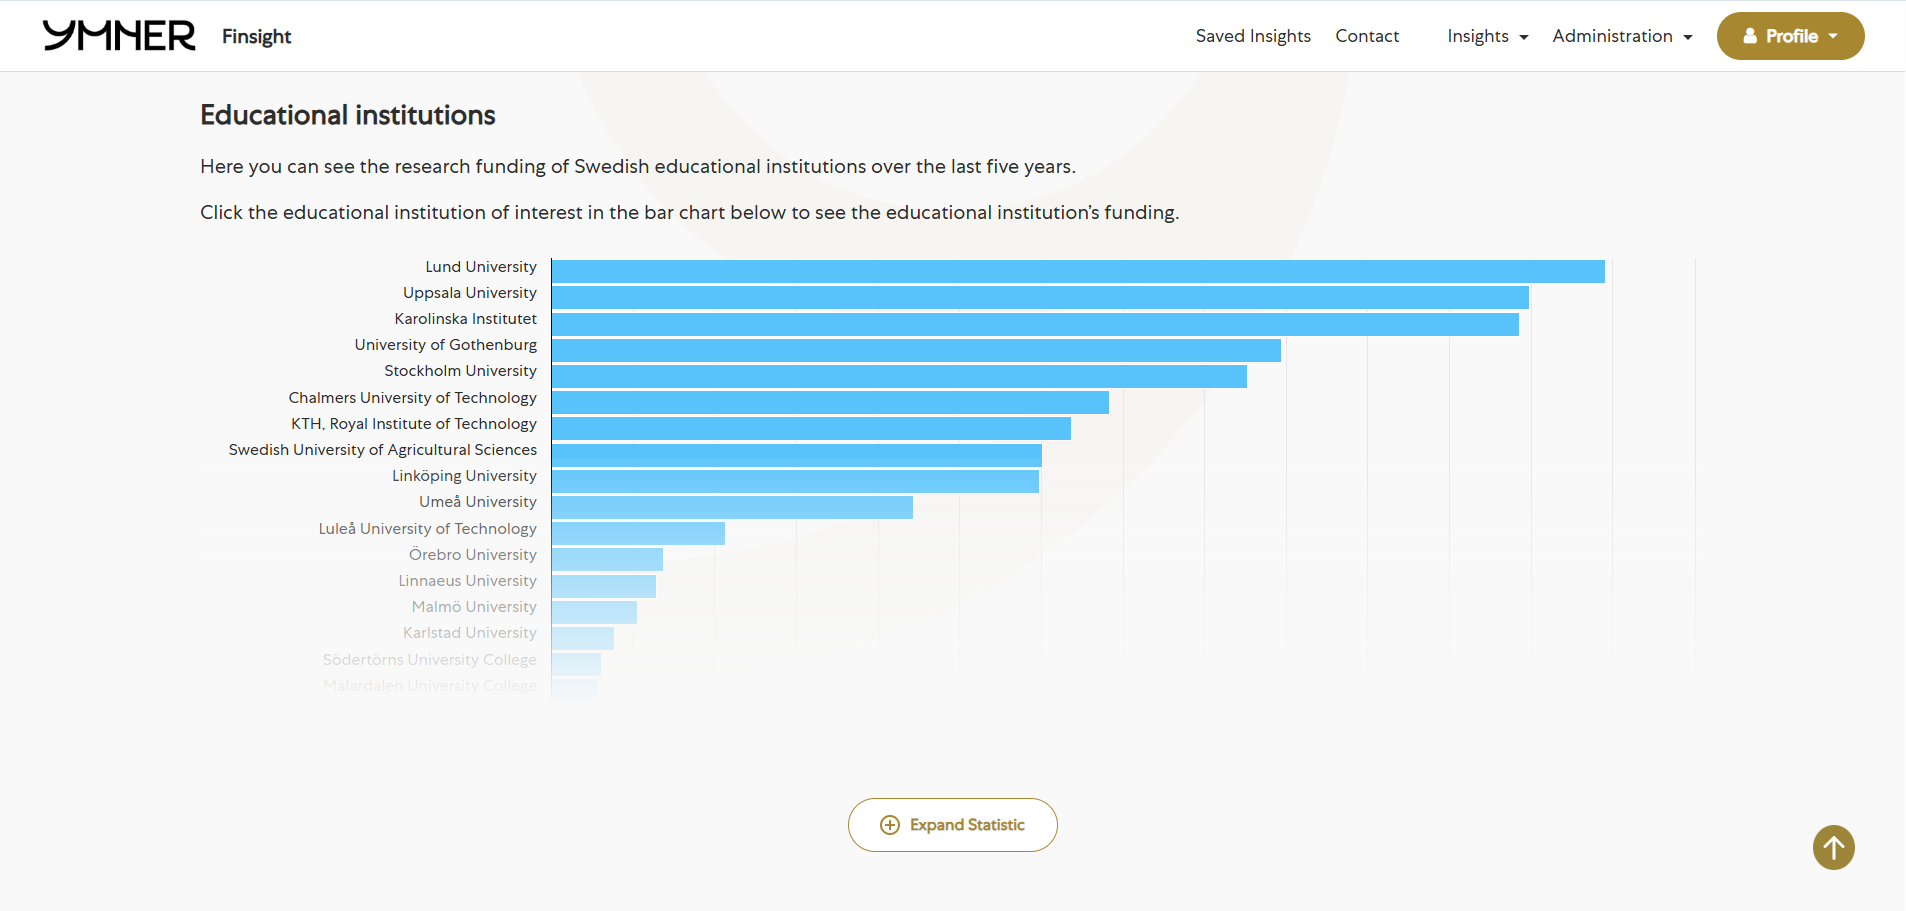 YMNER
Finsight
Saved Insights
Contact
Insights
Administration
Profile
Educational institutions
Here you can see the research funding of Swedish educational institutions over the last five years.
Click the educational institution of interest in the bar chart below to see the educational institution's funding.
Lund University
Uppsala University
Karolinska Institutet
University of Gothenburg
Stockholm University
Chalmers University of Technology
KTH, Royal Institute of Technology
Swedish University of Agricultural Sciences
Linköping University
Umeå University
Luleå University of Technology
Örebro University
Linnaeus University
Malmö University
Karlstad University
Södertörns University College
Mälardalen University College
Expand Statistic